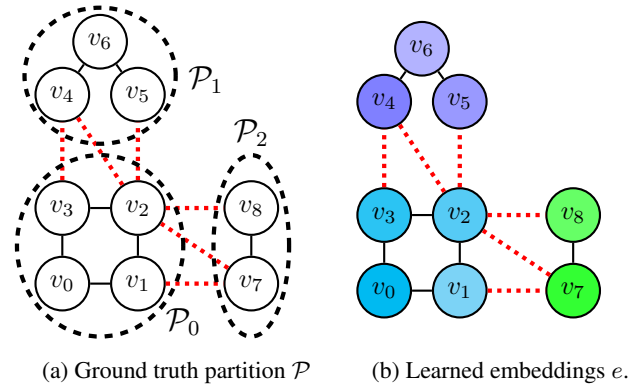 v₆ v₆
v₄ v₅ 𝒫₁ v₄ v₅
𝒫₂
v₃ v₂ v₈ v₃ v₂ v₈
v₀ v₁ v₇ v₀ v₁ v₇
𝒫₀
(a) Ground truth partition 𝒫 (b) Learned embeddings e.